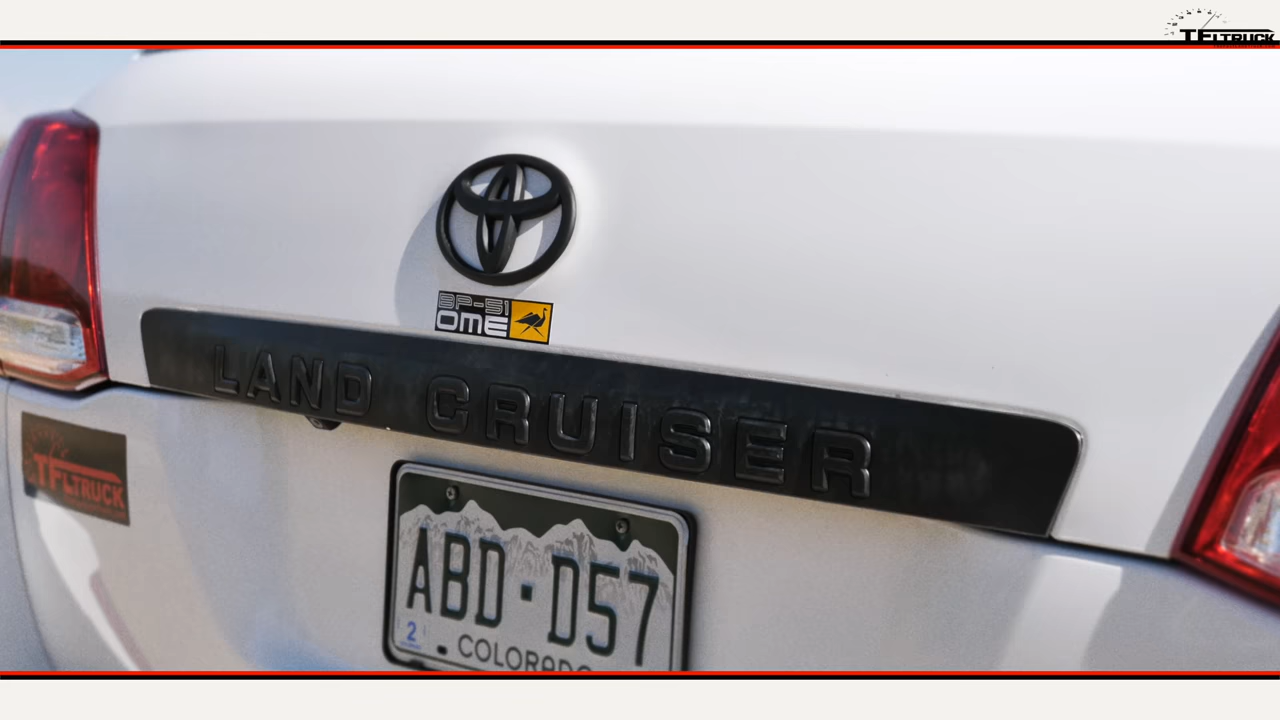 TFLTRUCK
BP-51
OME
LAND CRUISER
TFLTRUCK
ABD·D57
2
COLORADO